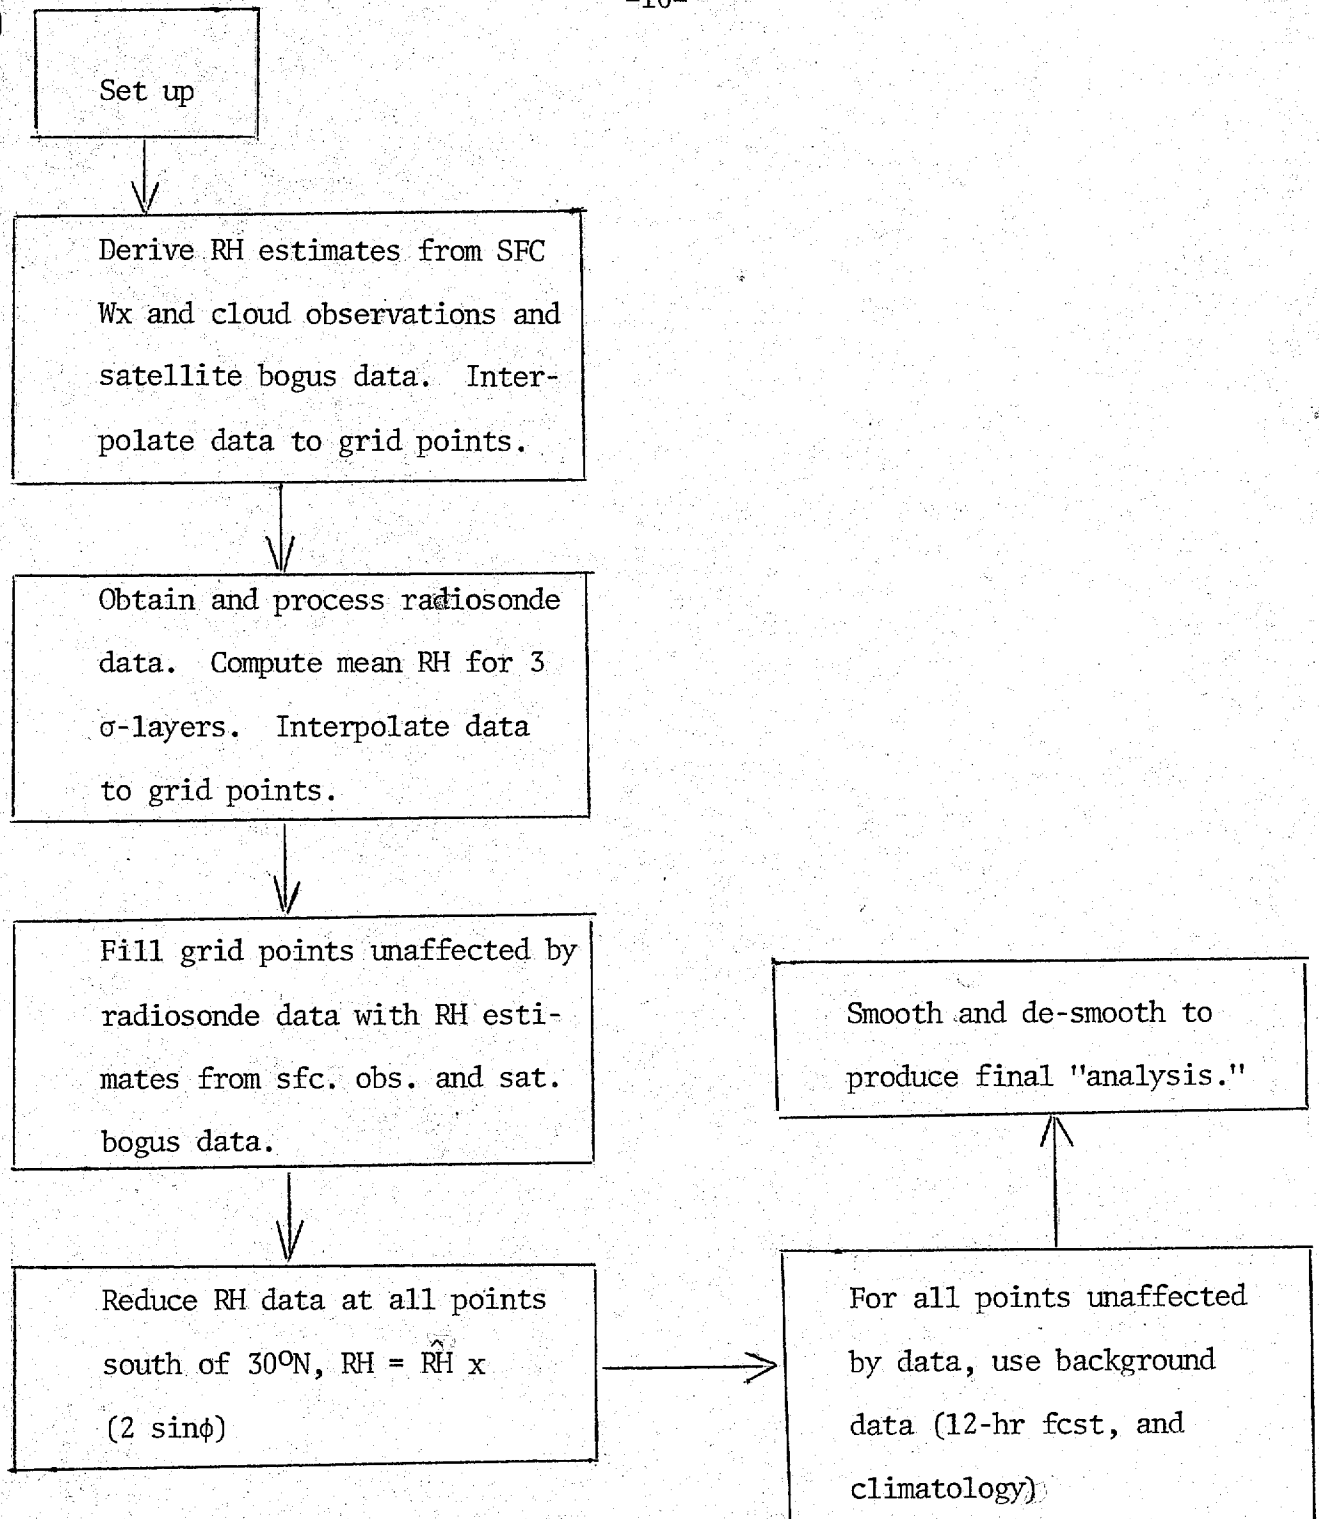 -10-
Set up
Derive RH estimates from SFC
Wx and cloud observations and
satellite bogus data. Inter-
polate data to grid points.
Obtain and process radiosonde
data. Compute mean RH for 3
σ-layers. Interpolate data
to grid points.
Fill grid points unaffected by
radiosonde data with RH esti-
mates from sfc. obs. and sat.
bogus data.
Reduce RH data at all points
south of 30°N, RH = R̂H x
(2 sinϕ)
For all points unaffected
by data, use background
data (12-hr fcst, and
climatology)
Smooth and de-smooth to
produce final "analysis."